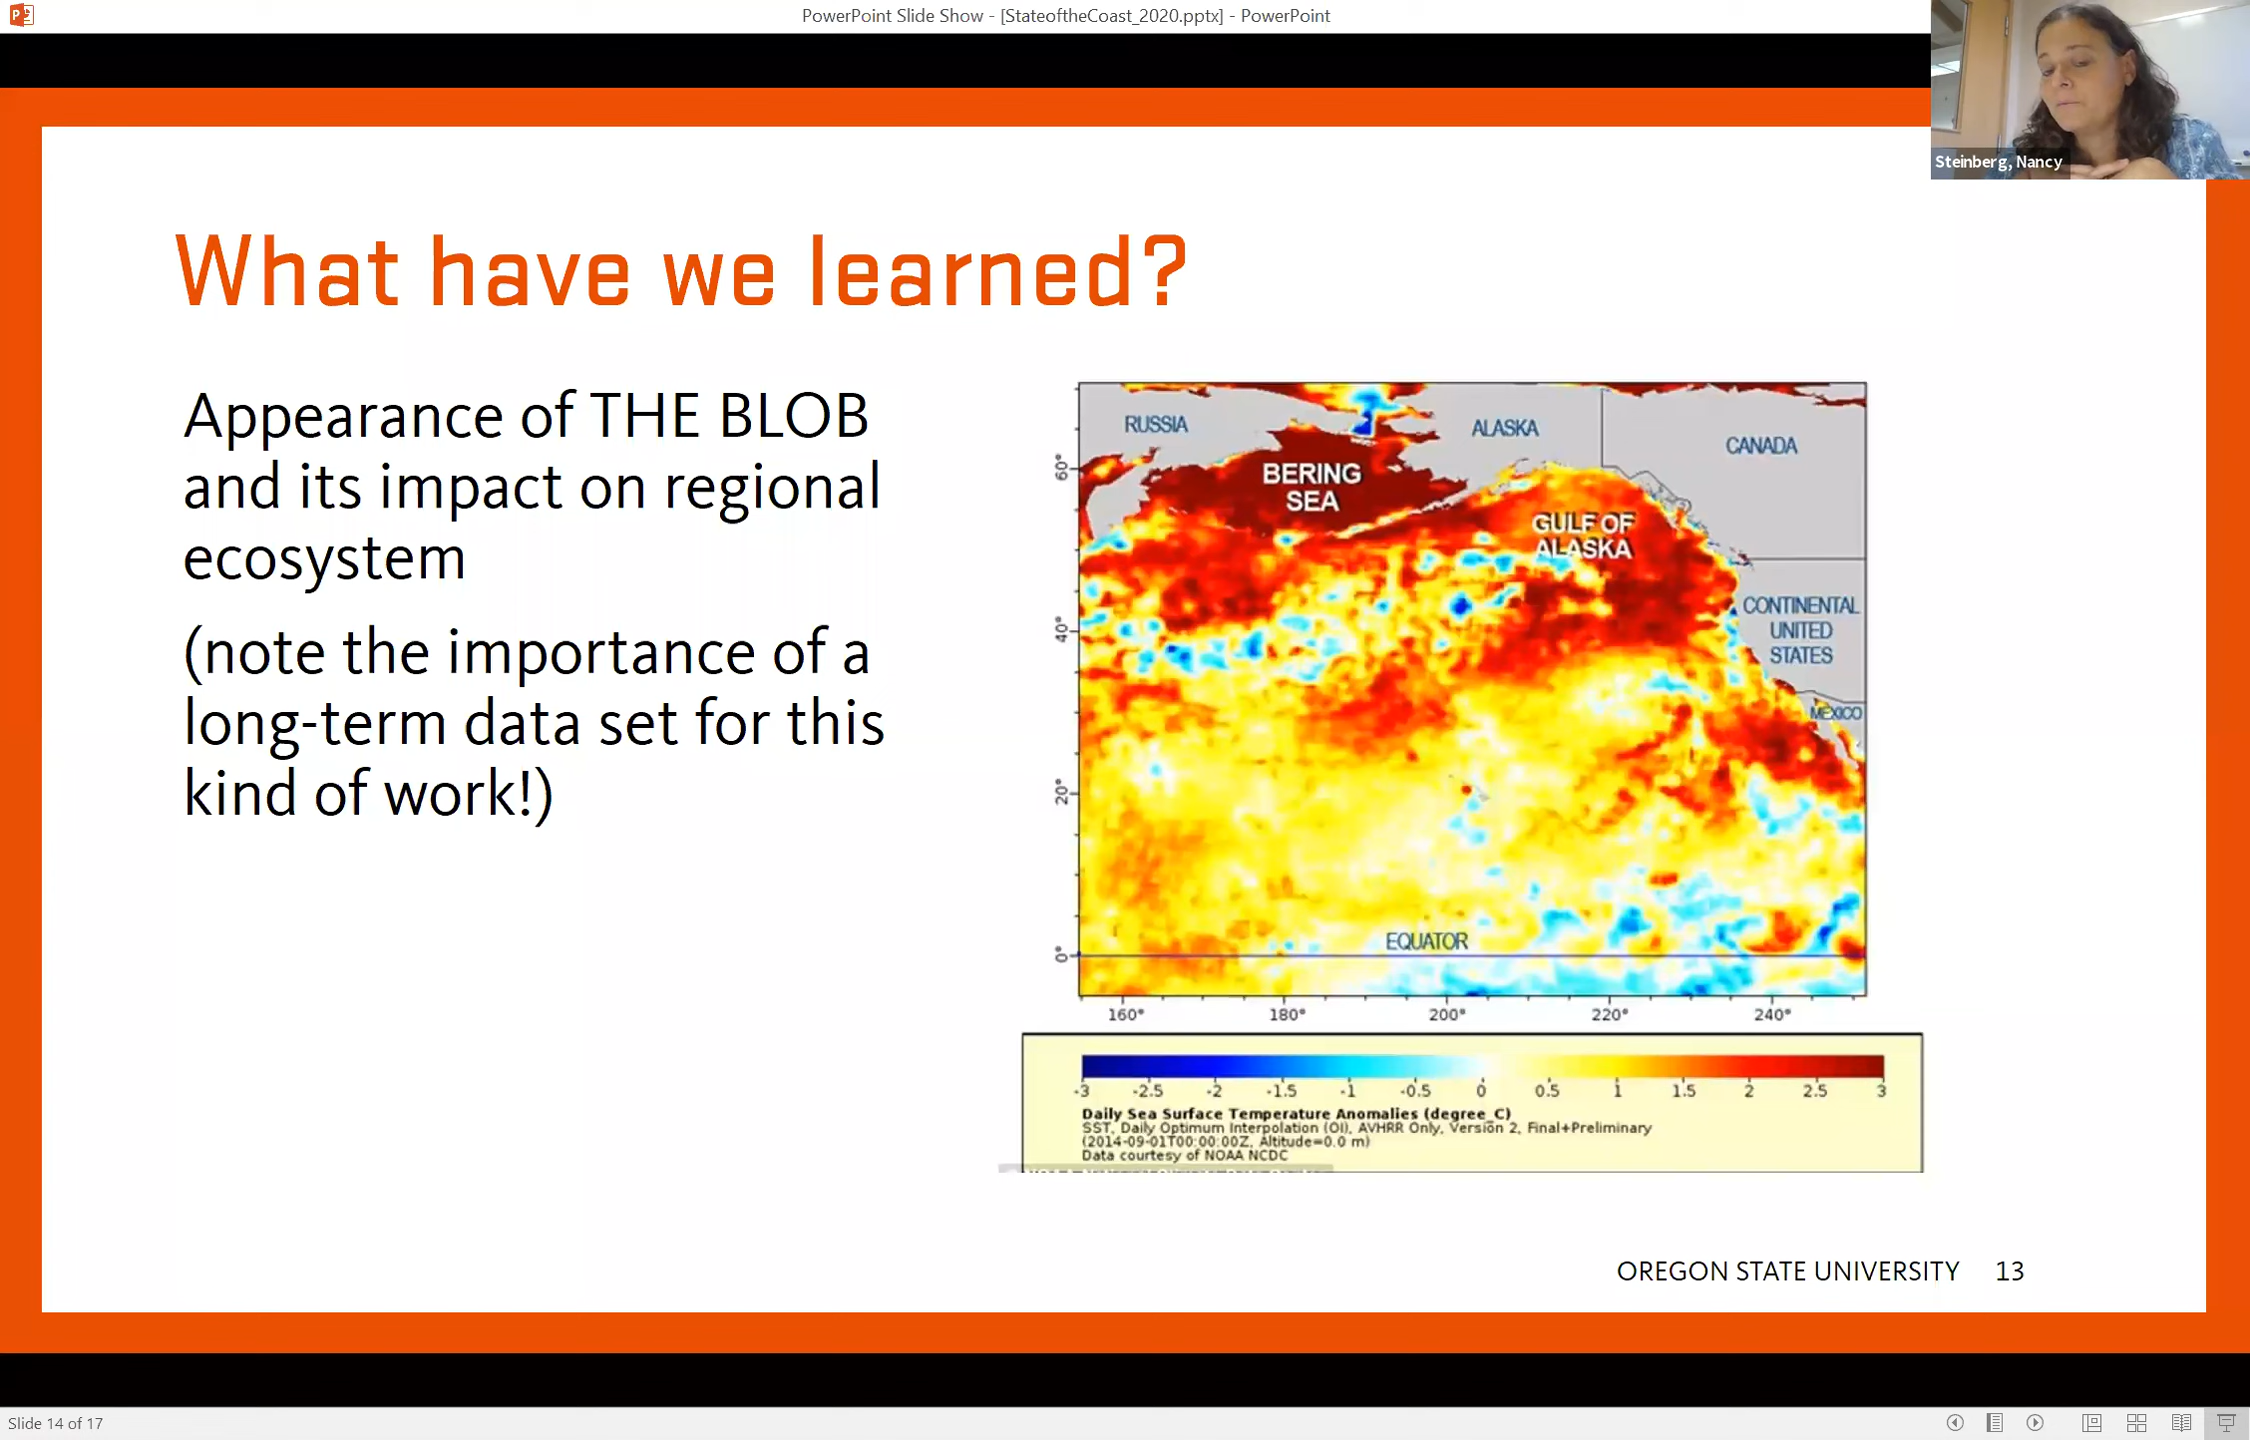 PowerPoint Slide Show - [StateoftheCoast_2020.pptx] - PowerPoint
Steinberg, Nancy
What have we learned?
Appearance of THE BLOB
and its impact on regional
ecosystem
(note the importance of a
long-term data set for this
kind of work!)
RUSSIA
ALASKA
CANADA
BERING
SEA
GULF OF
ALASKA
CONTINENTAL
UNITED
STATES
MEXICO
EQUATOR
60°
40°
20°
0°
160° 180° 200° 220° 240°
-3 -2.5 -2 -1.5 -1 -0.5 0 0.5 1 1.5 2 2.5 3
Daily Sea Surface Temperature Anomalies (degree_C)
SST, Daily Optimum Interpolation (OI), AVHRR Only, Version 2, Final+Preliminary
(2014-09-01T00:00:00Z, Altitude=0.0 m)
Data courtesy of NOAA NCDC
OREGON STATE UNIVERSITY 13
Slide 14 of 17